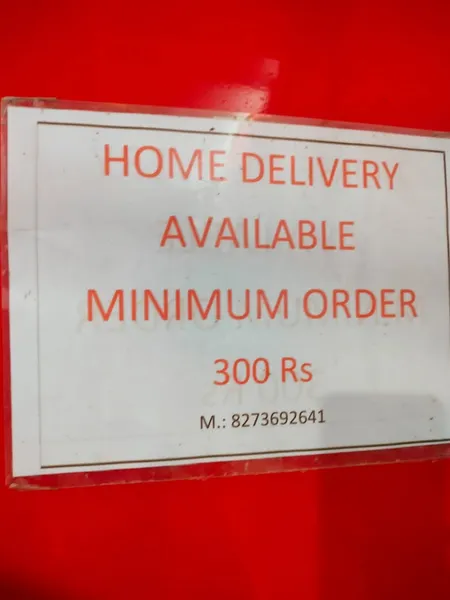 HOME DELIVERY
AVAILABLE
MINIMUM ORDER
300 Rs
M.: 8273692641